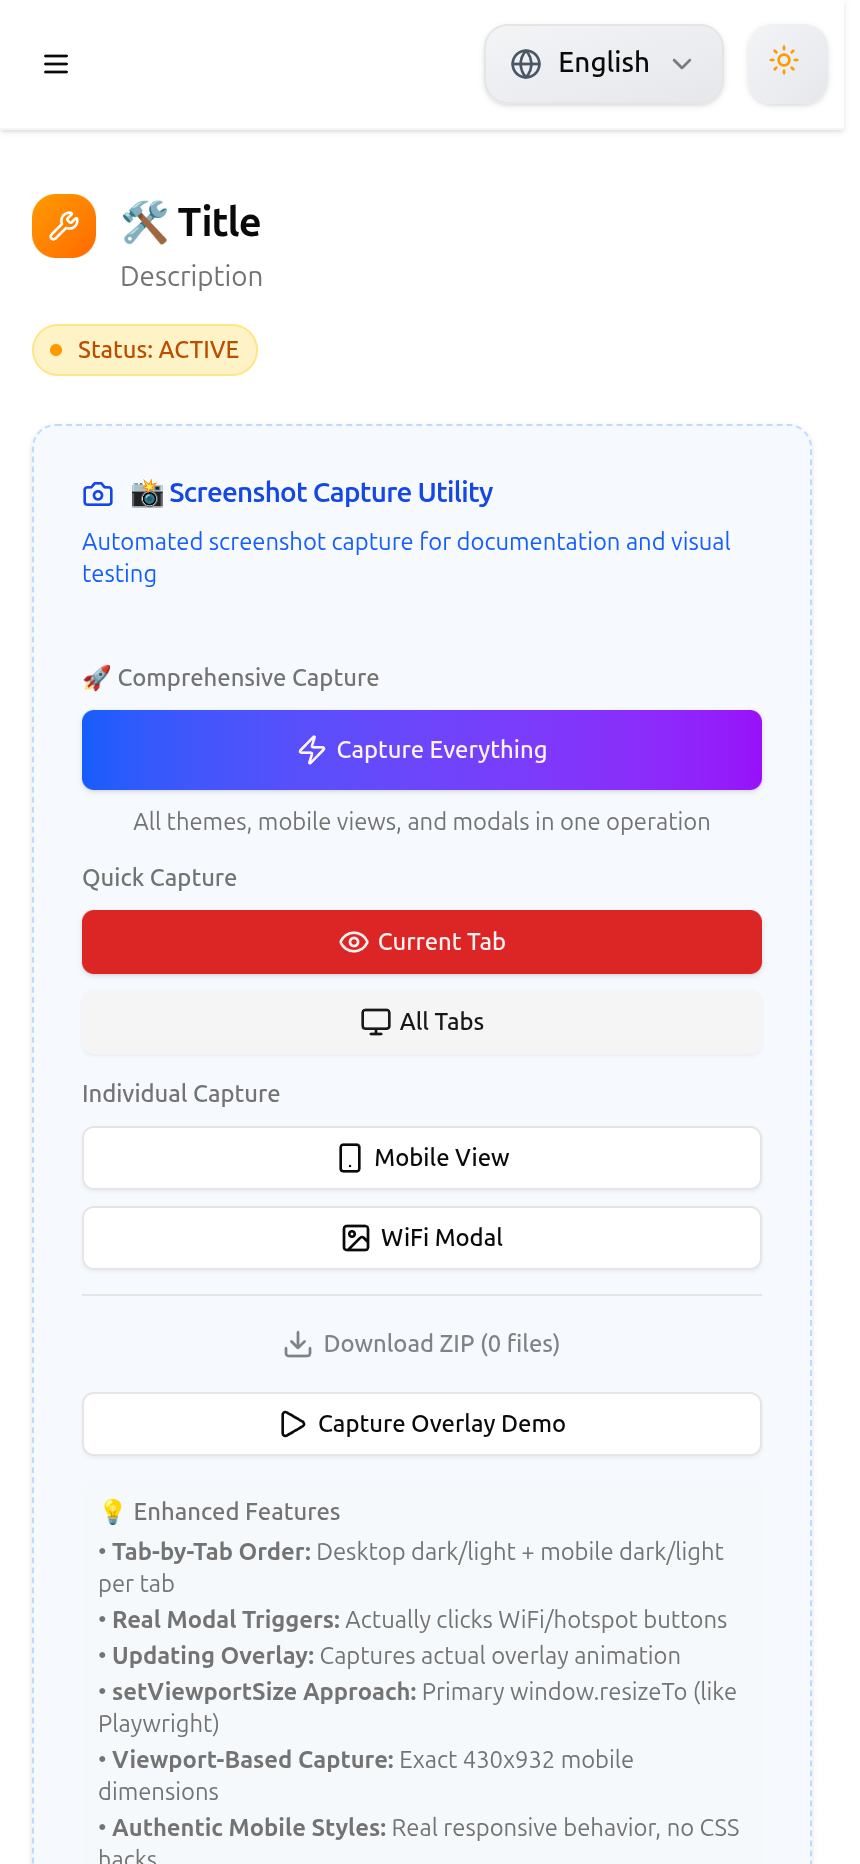 English
🛠️ Title
Description
Status: ACTIVE
📸 Screenshot Capture Utility
Automated screenshot capture for documentation and visual
testing
🚀 Comprehensive Capture
Capture Everything
All themes, mobile views, and modals in one operation
Quick Capture
Current Tab
All Tabs
Individual Capture
Mobile View
WiFi Modal
Download ZIP (0 files)
Capture Overlay Demo
💡 Enhanced Features
• Tab-by-Tab Order: Desktop dark/light + mobile dark/light
per tab
• Real Modal Triggers: Actually clicks WiFi/hotspot buttons
• Updating Overlay: Captures actual overlay animation
• setViewportSize Approach: Primary window.resizeTo (like
Playwright)
• Viewport-Based Capture: Exact 430x932 mobile
dimensions
• Authentic Mobile Styles: Real responsive behavior, no CSS
hacks